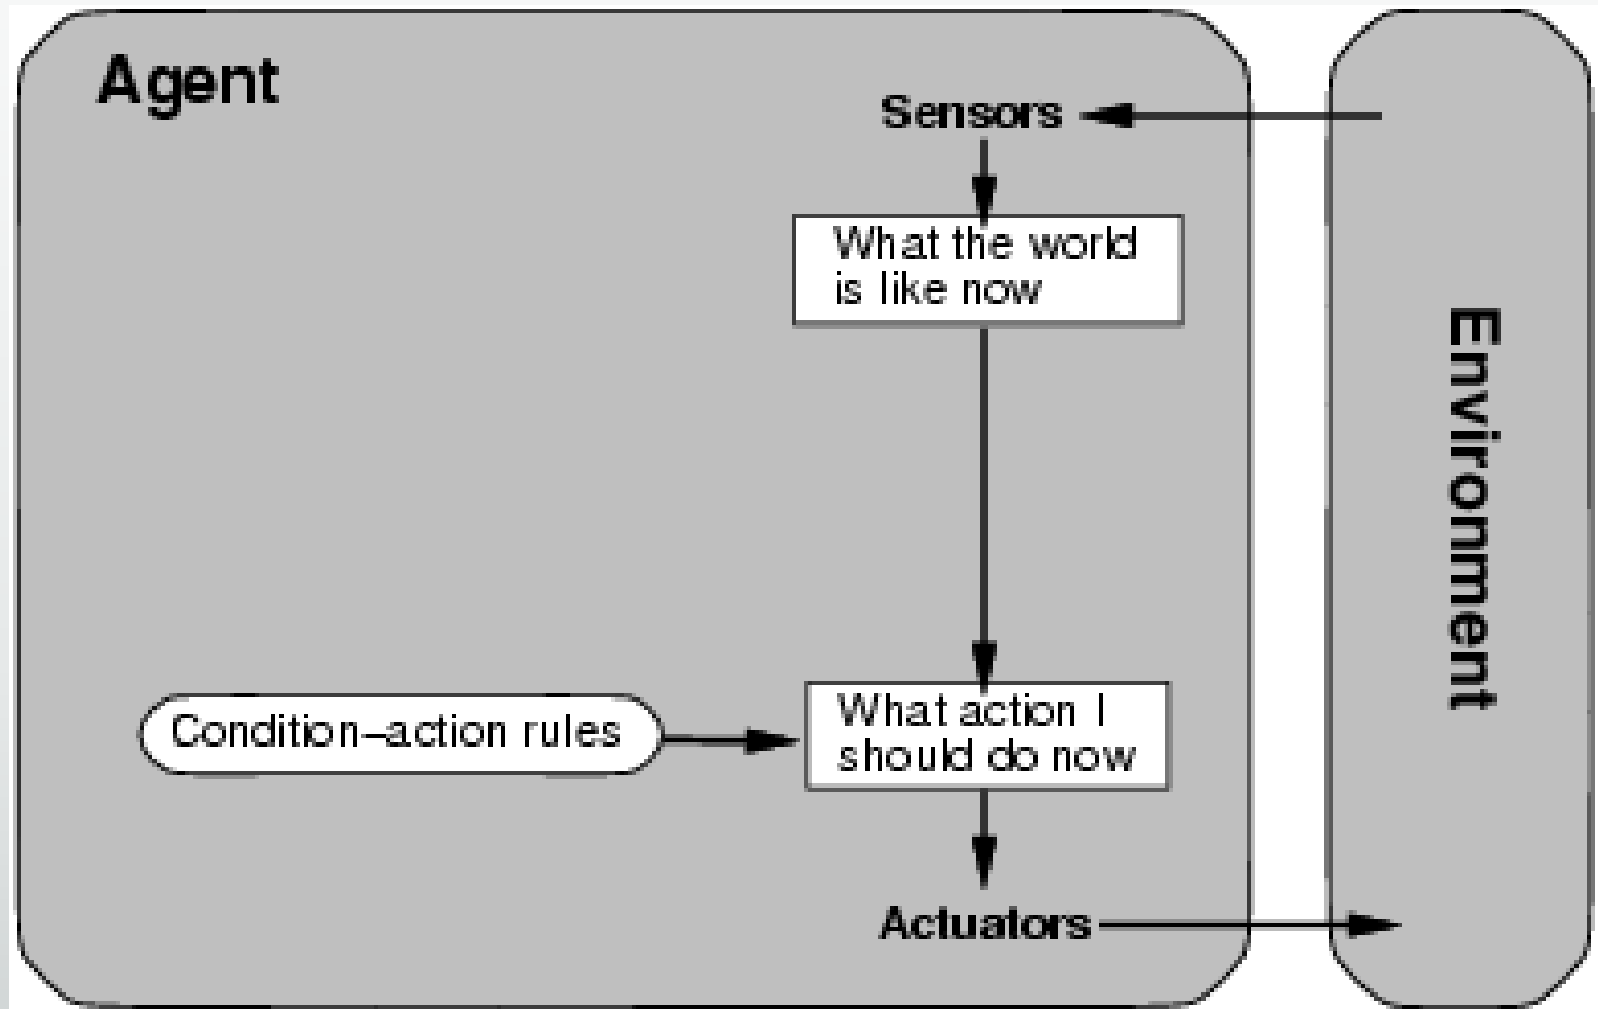 Agent
Sensors
What the world
is like now
Environment
Condition–action rules
What action I
should do now
Actuators